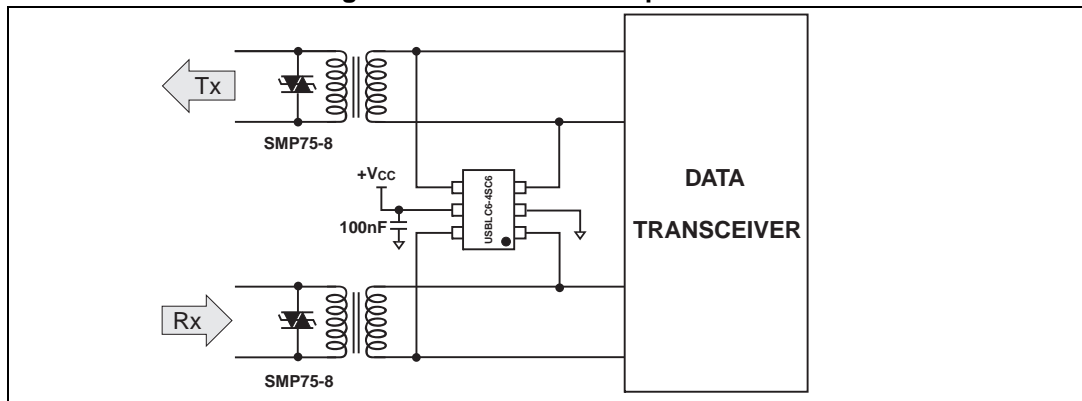 Tx
SMP75-8
+Vcc
100nF
USBLC6-4SC6
DATA
TRANSCEIVER
Rx
SMP75-8